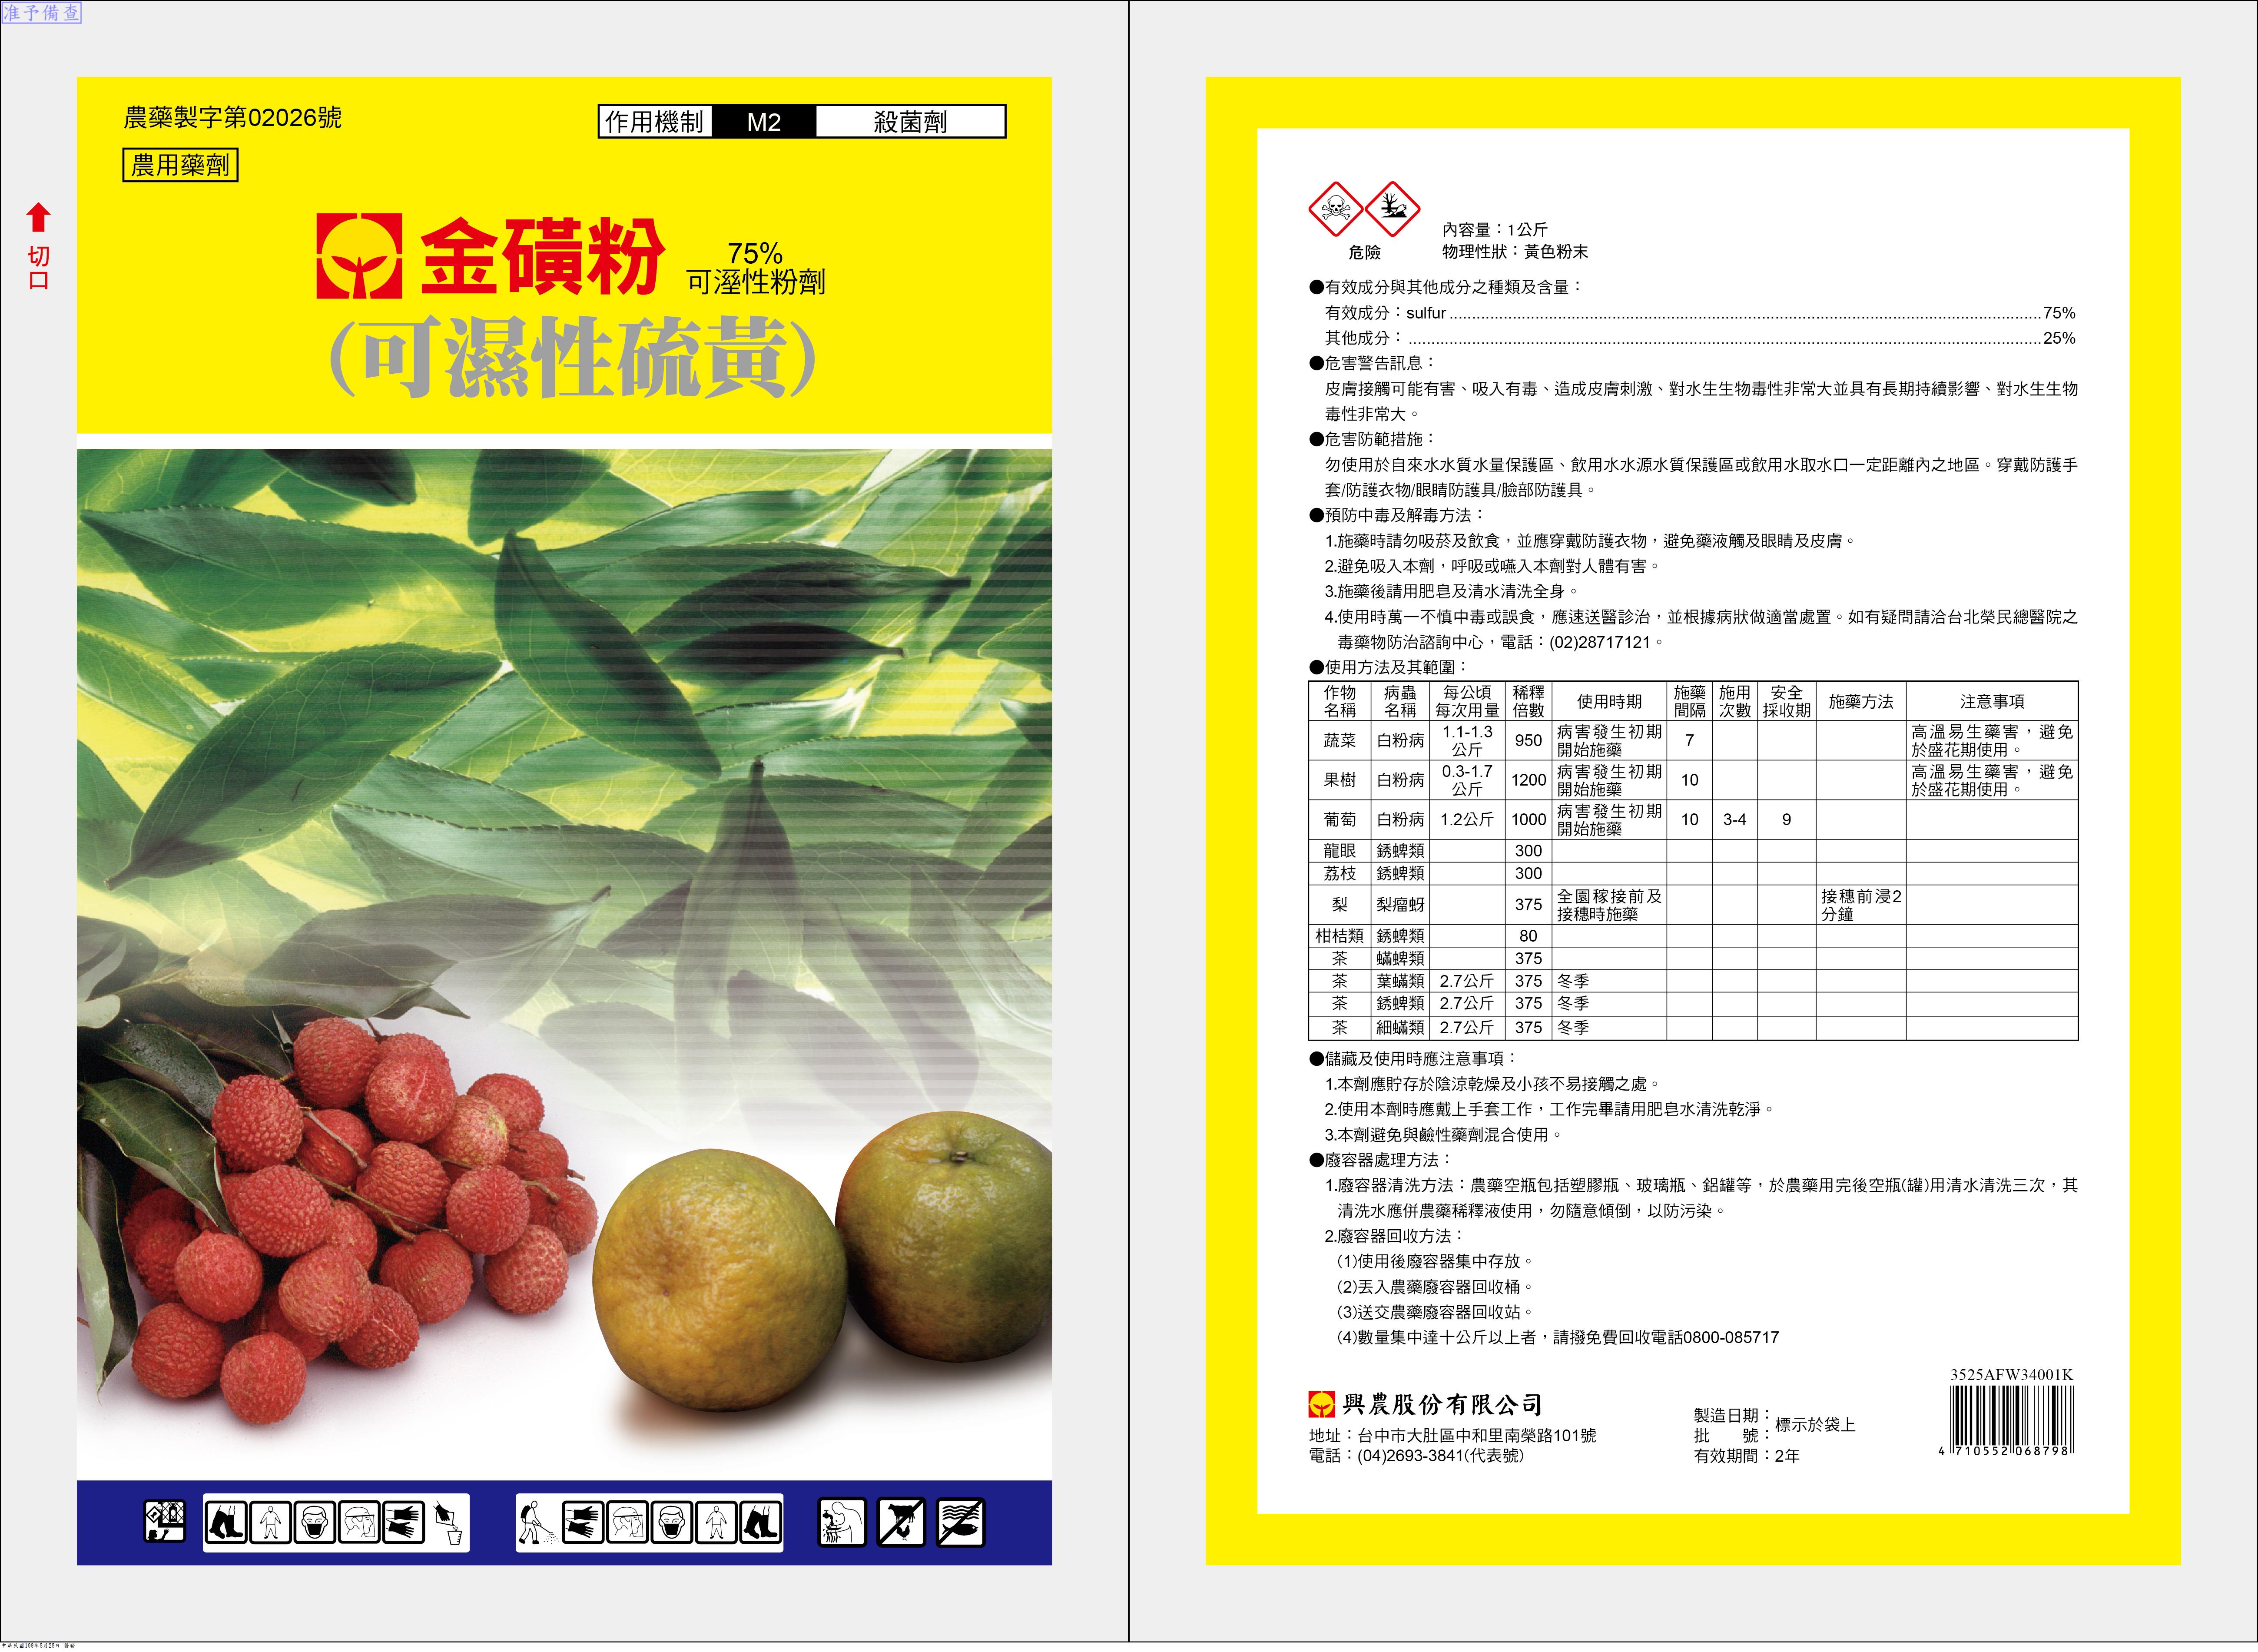 准予備查
農藥製字第02026號
作用機制 M2 殺菌劑
農用藥劑
切口
金磺粉
75%
可溼性粉劑
(可濕性硫黃)
危險
內容量：1公斤
物理性狀：黃色粉末
●有效成分與其他成分之種類及含量：
有效成分：sulfur 75%
其他成分： 25%
●危害警告訊息：
皮膚接觸可能有害、吸入有毒、造成皮膚刺激、對水生生物毒性非常大並具有長期持續影響、對水生生物
毒性非常大。
●危害防範措施：
勿使用於自來水水質水量保護區、飲用水水源水質保護區或飲用水取水口一定距離內之地區。穿戴防護手
套/防護衣物/眼睛防護具/臉部防護具。
●預防中毒及解毒方法：
1.施藥時請勿吸菸及飲食，並應穿戴防護衣物，避免藥液觸及眼睛及皮膚。
2.避免吸入本劑，呼吸或嚥入本劑對人體有害。
3.施藥後請用肥皂及清水清洗全身。
4.使用時萬一不慎中毒或誤食，應速送醫診治，並根據病狀做適當處置。如有疑問請洽台北榮民總醫院之
毒藥物防治諮詢中心，電話：(02)28717121。
●使用方法及其範圍：
作物名稱 病蟲名稱 每公頃每次用量 稀釋倍數 使用時期 施藥間隔 施用次數 安全採收期 施藥方法 注意事項
蔬菜 白粉病 1.1-1.3公斤 950 病害發生初期開始施藥 7 高溫易生藥害，避免於盛花期使用。
果樹 白粉病 0.3-1.7公斤 1200 病害發生初期開始施藥 10 高溫易生藥害，避免於盛花期使用。
葡萄 白粉病 1.2公斤 1000 病害發生初期開始施藥 10 3-4 9
龍眼 銹蜱類 300
荔枝 銹蜱類 300
梨 梨瘤蚜 375 全園稼接前及接穗時施藥 接穗前浸2分鐘
柑桔類 銹蜱類 80
茶 蟎蜱類 375
茶 葉蟎類 2.7公斤 375 冬季
茶 銹蜱類 2.7公斤 375 冬季
茶 細蟎類 2.7公斤 375 冬季
●儲藏及使用時應注意事項：
1.本劑應貯存於陰涼乾燥及小孩不易接觸之處。
2.使用本劑時應戴上手套工作，工作完畢請用肥皂水清洗乾淨。
3.本劑避免與鹼性藥劑混合使用。
●廢容器處理方法：
1.廢容器清洗方法：農藥空瓶包括塑膠瓶、玻璃瓶、鋁罐等，於農藥用完後空瓶(罐)用清水清洗三次，其
清洗水應併農藥稀釋液使用，勿隨意傾倒，以防污染。
2.廢容器回收方法：
(1)使用後廢容器集中存放。
(2)丟入農藥廢容器回收桶。
(3)送交農藥廢容器回收站。
(4)數量集中達十公斤以上者，請撥免費回收電話0800-085717
興農股份有限公司
地址：台中市大肚區中和里南榮路101號
電話：(04)2693-3841(代表號)
製造日期：
批　　號：
標示於袋上
有效期間：2年
3525AFW34001K
4 710552 068798
中華民國109年8月28日